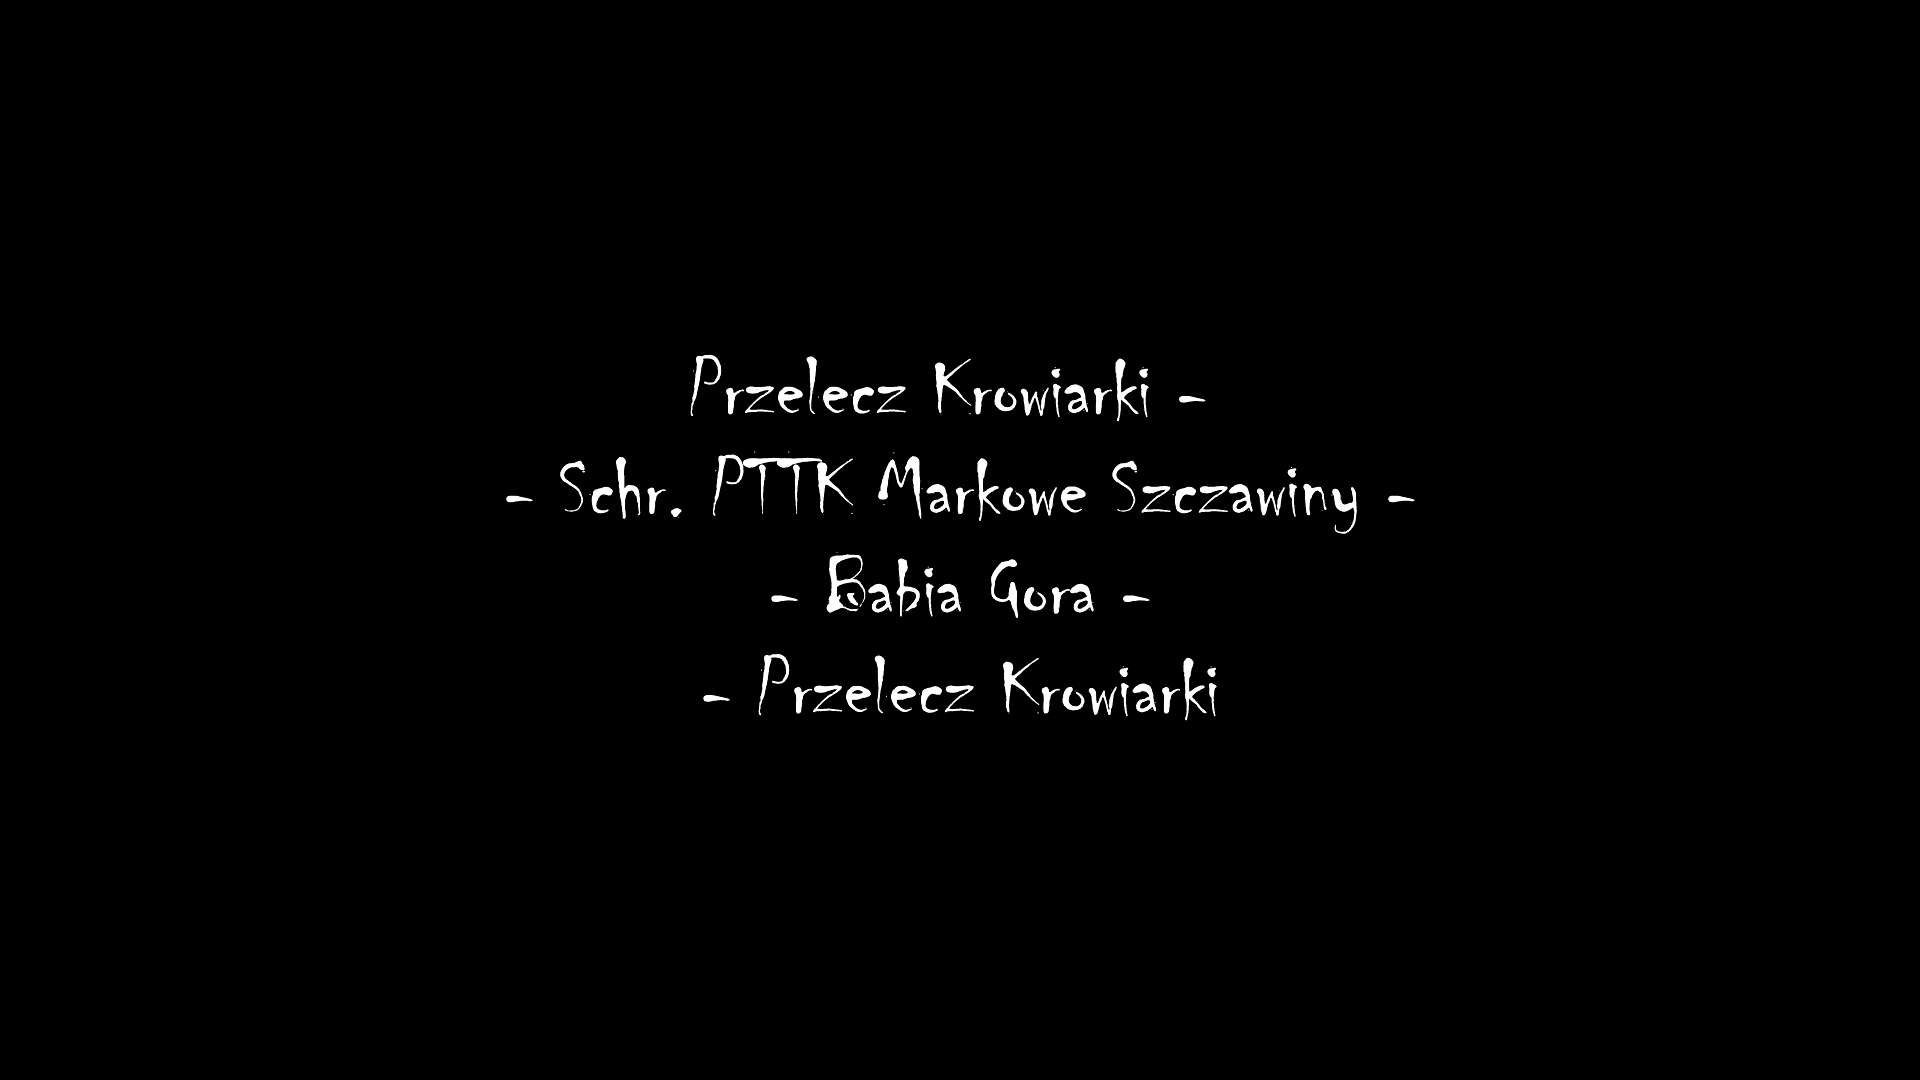 Przelecz Krowiarki -
- Schr. PTTK Markowe Szczawiny -
- Babia Gora -
- Przelecz Krowiarki